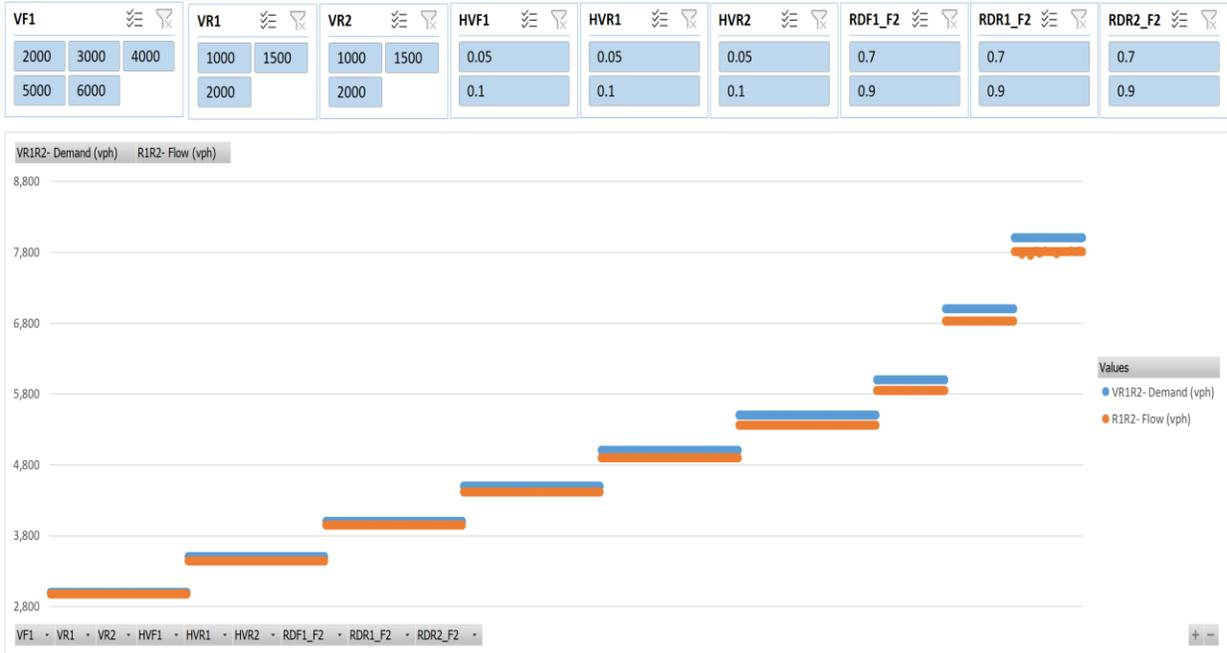 VF1 VR1 VR2 HVF1 HVR1 HVR2 RDF1_F2 RDR1_F2 RDR2_F2
2000 3000 4000 1000 1500 1000 1500 0.05 0.05 0.05 0.7 0.7 0.7
5000 6000 2000 2000 0.1 0.1 0.1 0.9 0.9 0.9
VR1R2- Demand (vph) R1R2- Flow (vph)
8,800
7,800
6,800
5,800
4,800
3,800
2,800
Values
VR1R2- Demand (vph)
R1R2- Flow (vph)
VF1 VR1 VR2 HVF1 HVR1 HVR2 RDF1_F2 RDR1_F2 RDR2_F2
+ −